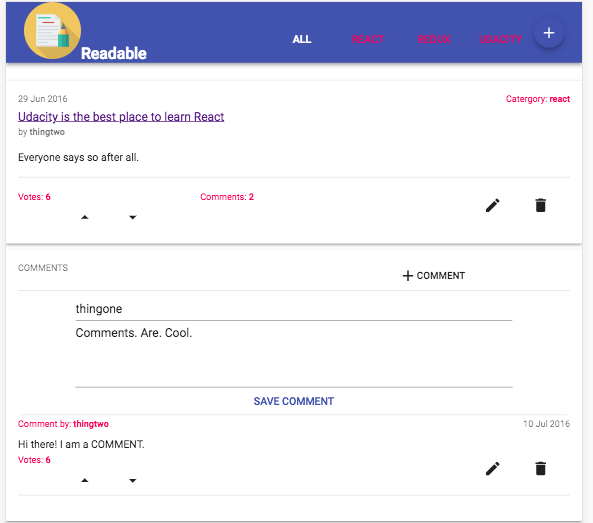 Readable
ALL REACT REDUX UDACITY
29 Jun 2016 Catergory: react
Udacity is the best place to learn React
by thingtwo
Everyone says so after all.
Votes: 6 Comments: 2
COMMENTS
+ COMMENT
thingone
Comments. Are. Cool.
SAVE COMMENT
Comment by: thingtwo 10 Jul 2016
Hi there! I am a COMMENT.
Votes: 6